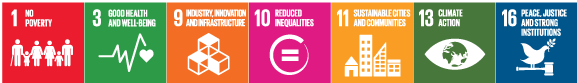 1 NO
POVERTY
3 GOOD HEALTH
AND WELL-BEING
9 INDUSTRY, INNOVATION
AND INFRASTRUCTURE
10 REDUCED
INEQUALITIES
11 SUSTAINABLE CITIES
AND COMMUNITIES
13 CLIMATE
ACTION
16 PEACE, JUSTICE
AND STRONG
INSTITUTIONS